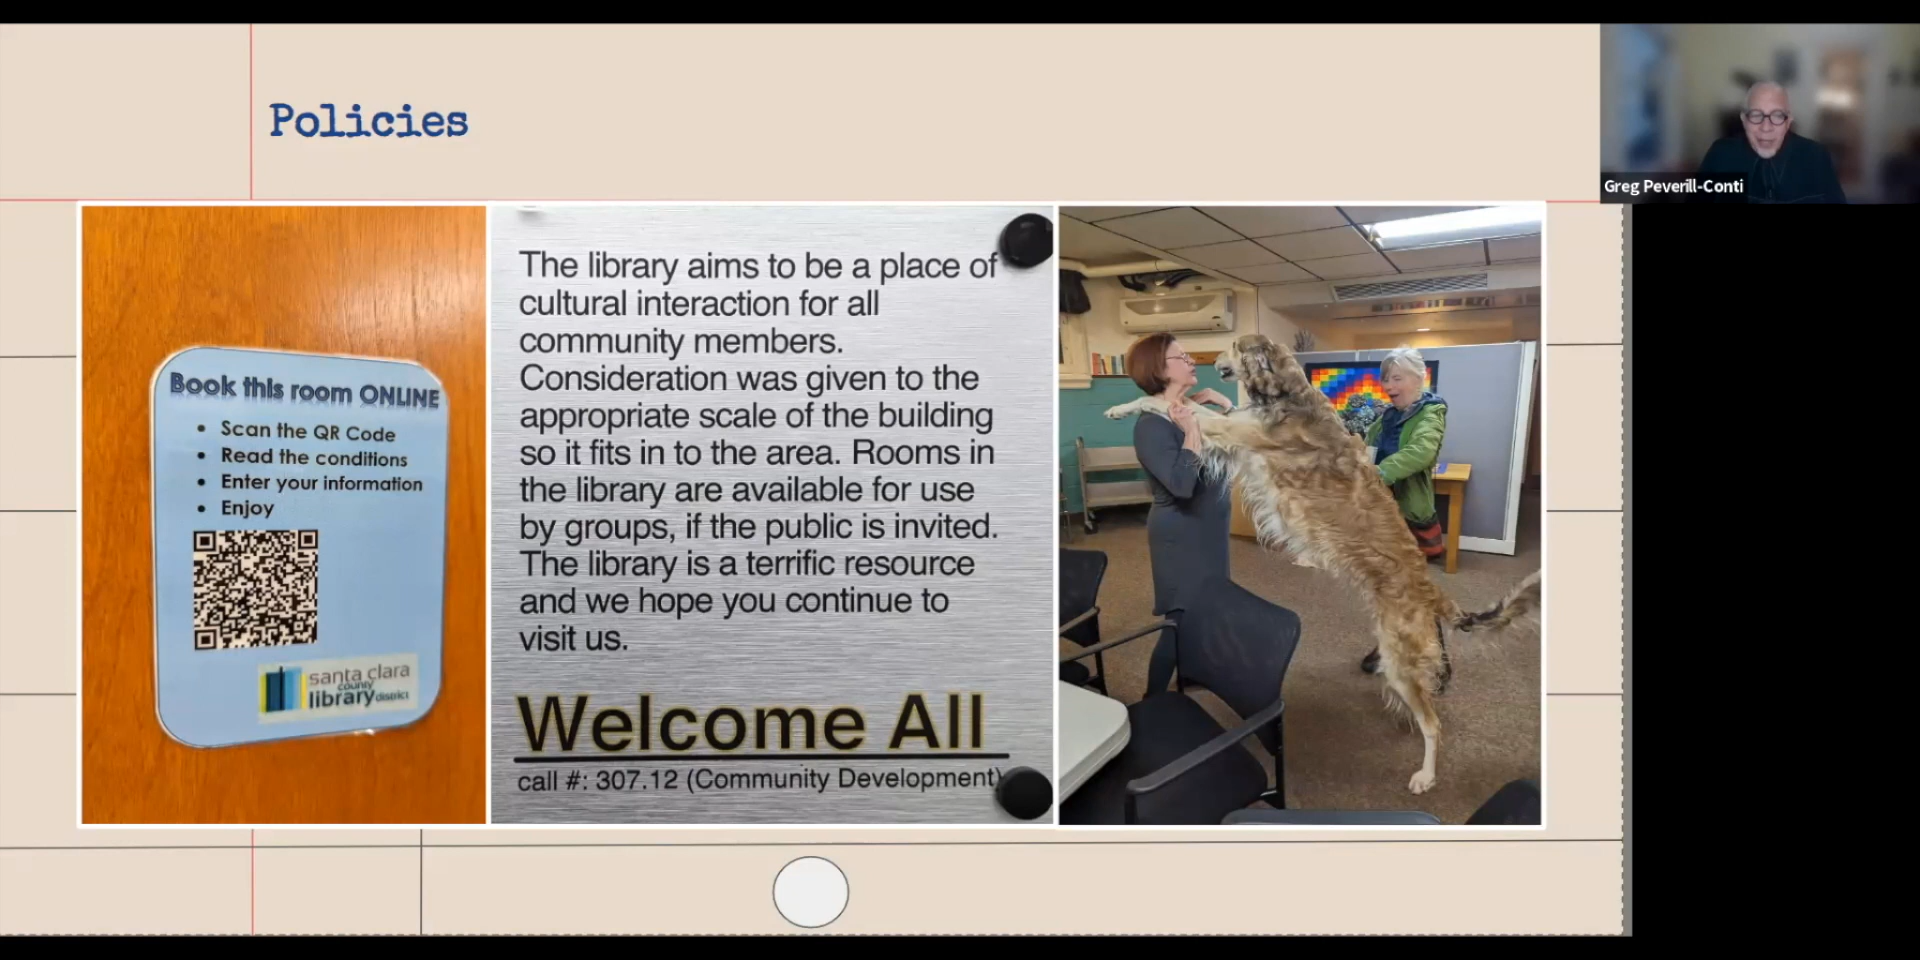 Policies
Greg Peverill-Conti
Book this room ONLINE
• Scan the QR Code
• Read the conditions
• Enter your information
• Enjoy
santa clara
county
library district
The library aims to be a place of
cultural interaction for all
community members.
Consideration was given to the
appropriate scale of the building
so it fits in to the area. Rooms in
the library are available for use
by groups, if the public is invited.
The library is a terrific resource
and we hope you continue to
visit us.
Welcome All
call #: 307.12 (Community Development)